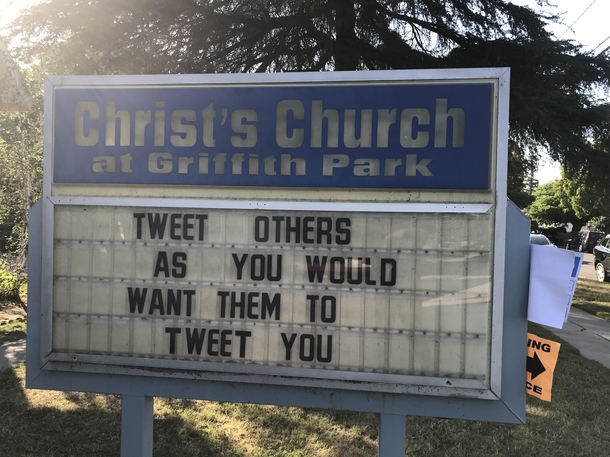 Christ's Church
at Griffith Park
TWEET OTHERS
AS YOU WOULD
WANT THEM TO
TWEET YOU